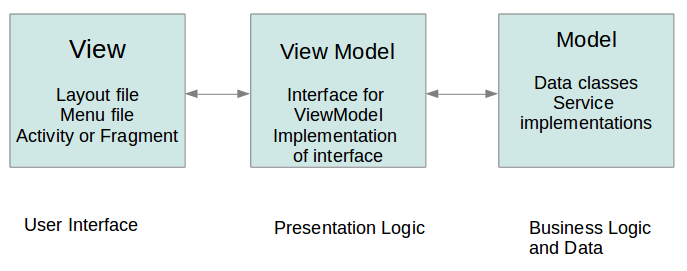 View
Layout file
Menu file
Activity or Fragment
View Model
Interface for
ViewModel
Implementation
of interface
Model
Data classes
Service
implementations
User Interface
Presentation Logic
Business Logic
and Data